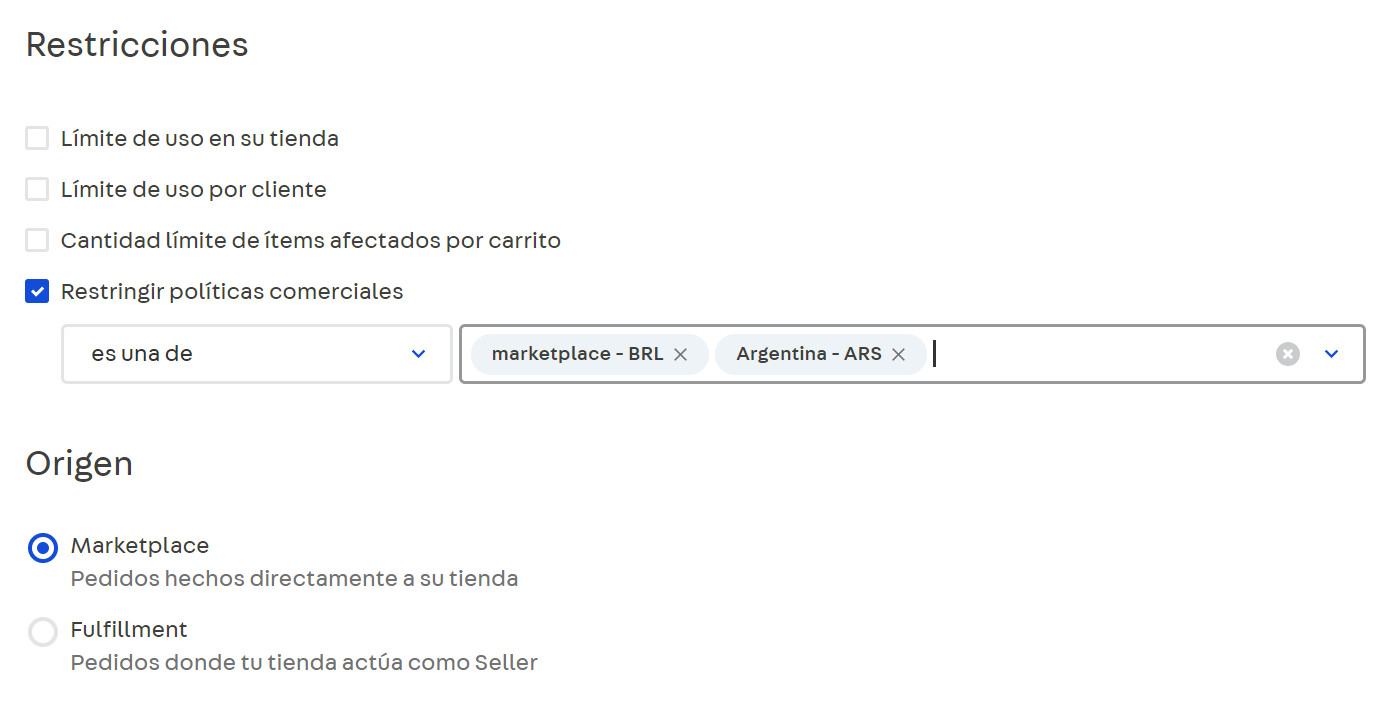 Restricciones
Límite de uso en su tienda
Límite de uso por cliente
Cantidad límite de ítems afectados por carrito
Restringir políticas comerciales
es una de marketplace - BRL Argentina - ARS
Origen
Marketplace
Pedidos hechos directamente a su tienda
Fulfillment
Pedidos donde tu tienda actúa como Seller